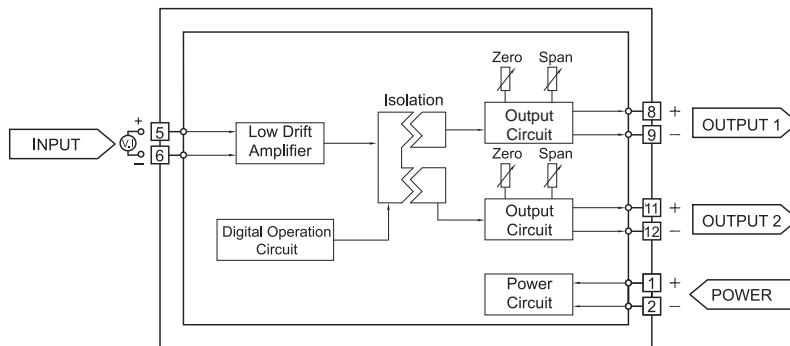 Zero Span
Isolation
INPUT
+
V.I
−
5
6
Low Drift
Amplifier
Output
Circuit
8 +
9 −
OUTPUT 1
Zero Span
Digital Operation
Circuit
Output
Circuit
11 +
12 −
OUTPUT 2
Power
Circuit
1 +
2 −
POWER